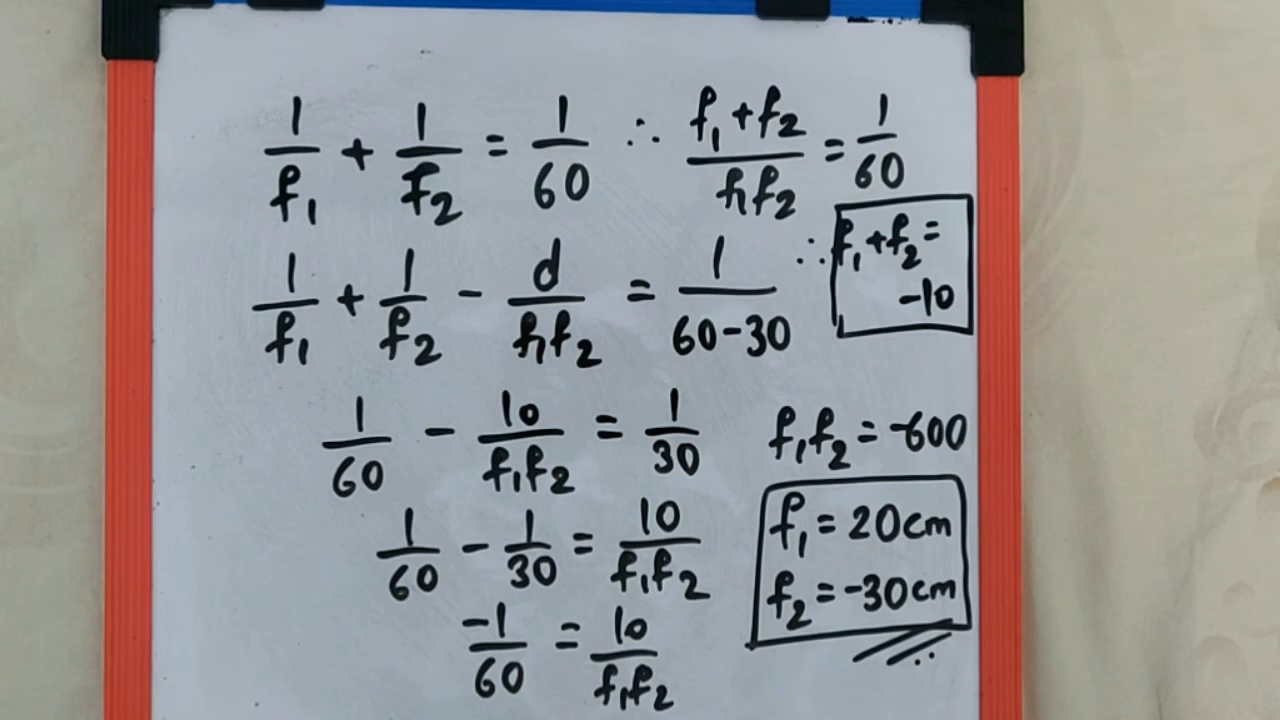 1/f₁ + 1/f₂ = 1/60 ∴ f₁+f₂/f₁f₂ = 1/60
∴ f₁+f₂ = -10
1/f₁ + 1/f₂ - d/f₁f₂ = 1/60-30
1/60 - 10/f₁f₂ = 1/30
f₁f₂ = -600
1/60 - 1/30 = 10/f₁f₂
f₁ = 20cm
f₂ = -30cm
-1/60 = 10/f₁f₂